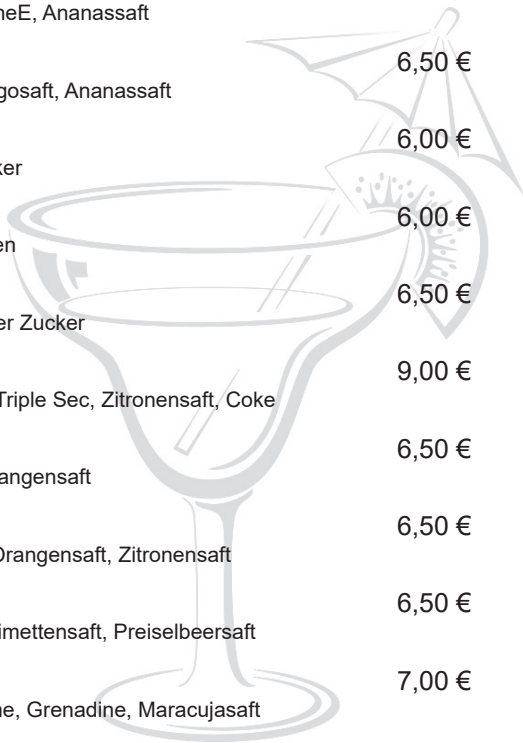 neE, Ananassaft
6,50 €
gosaft, Ananassaft
6,00 €
ker
6,00 €
en
6,50 €
er Zucker
9,00 €
Triple Sec, Zitronensaft, Coke
6,50 €
angensaft
6,50 €
Orangensaft, Zitronensaft
6,50 €
imettensaft, Preiselbeersaft
7,00 €
ne, Grenadine, Maracujasaft